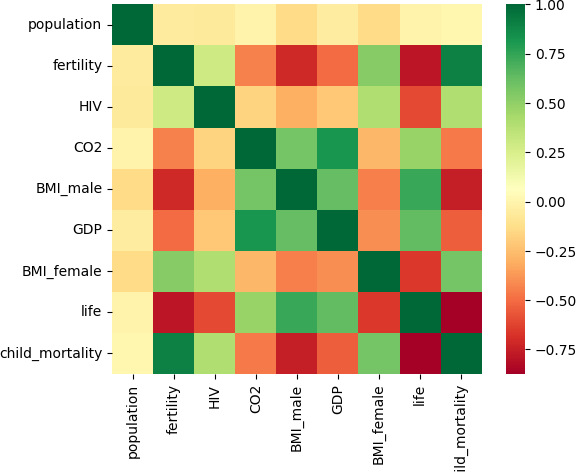 population
fertility
HIV
CO2
BMI_male
GDP
BMI_female
life
child_mortality
population
fertility
HIV
CO2
BMI_male
GDP
BMI_female
life
ild_mortality
1.00
0.75
0.50
0.25
0.00
−0.25
−0.50
−0.75